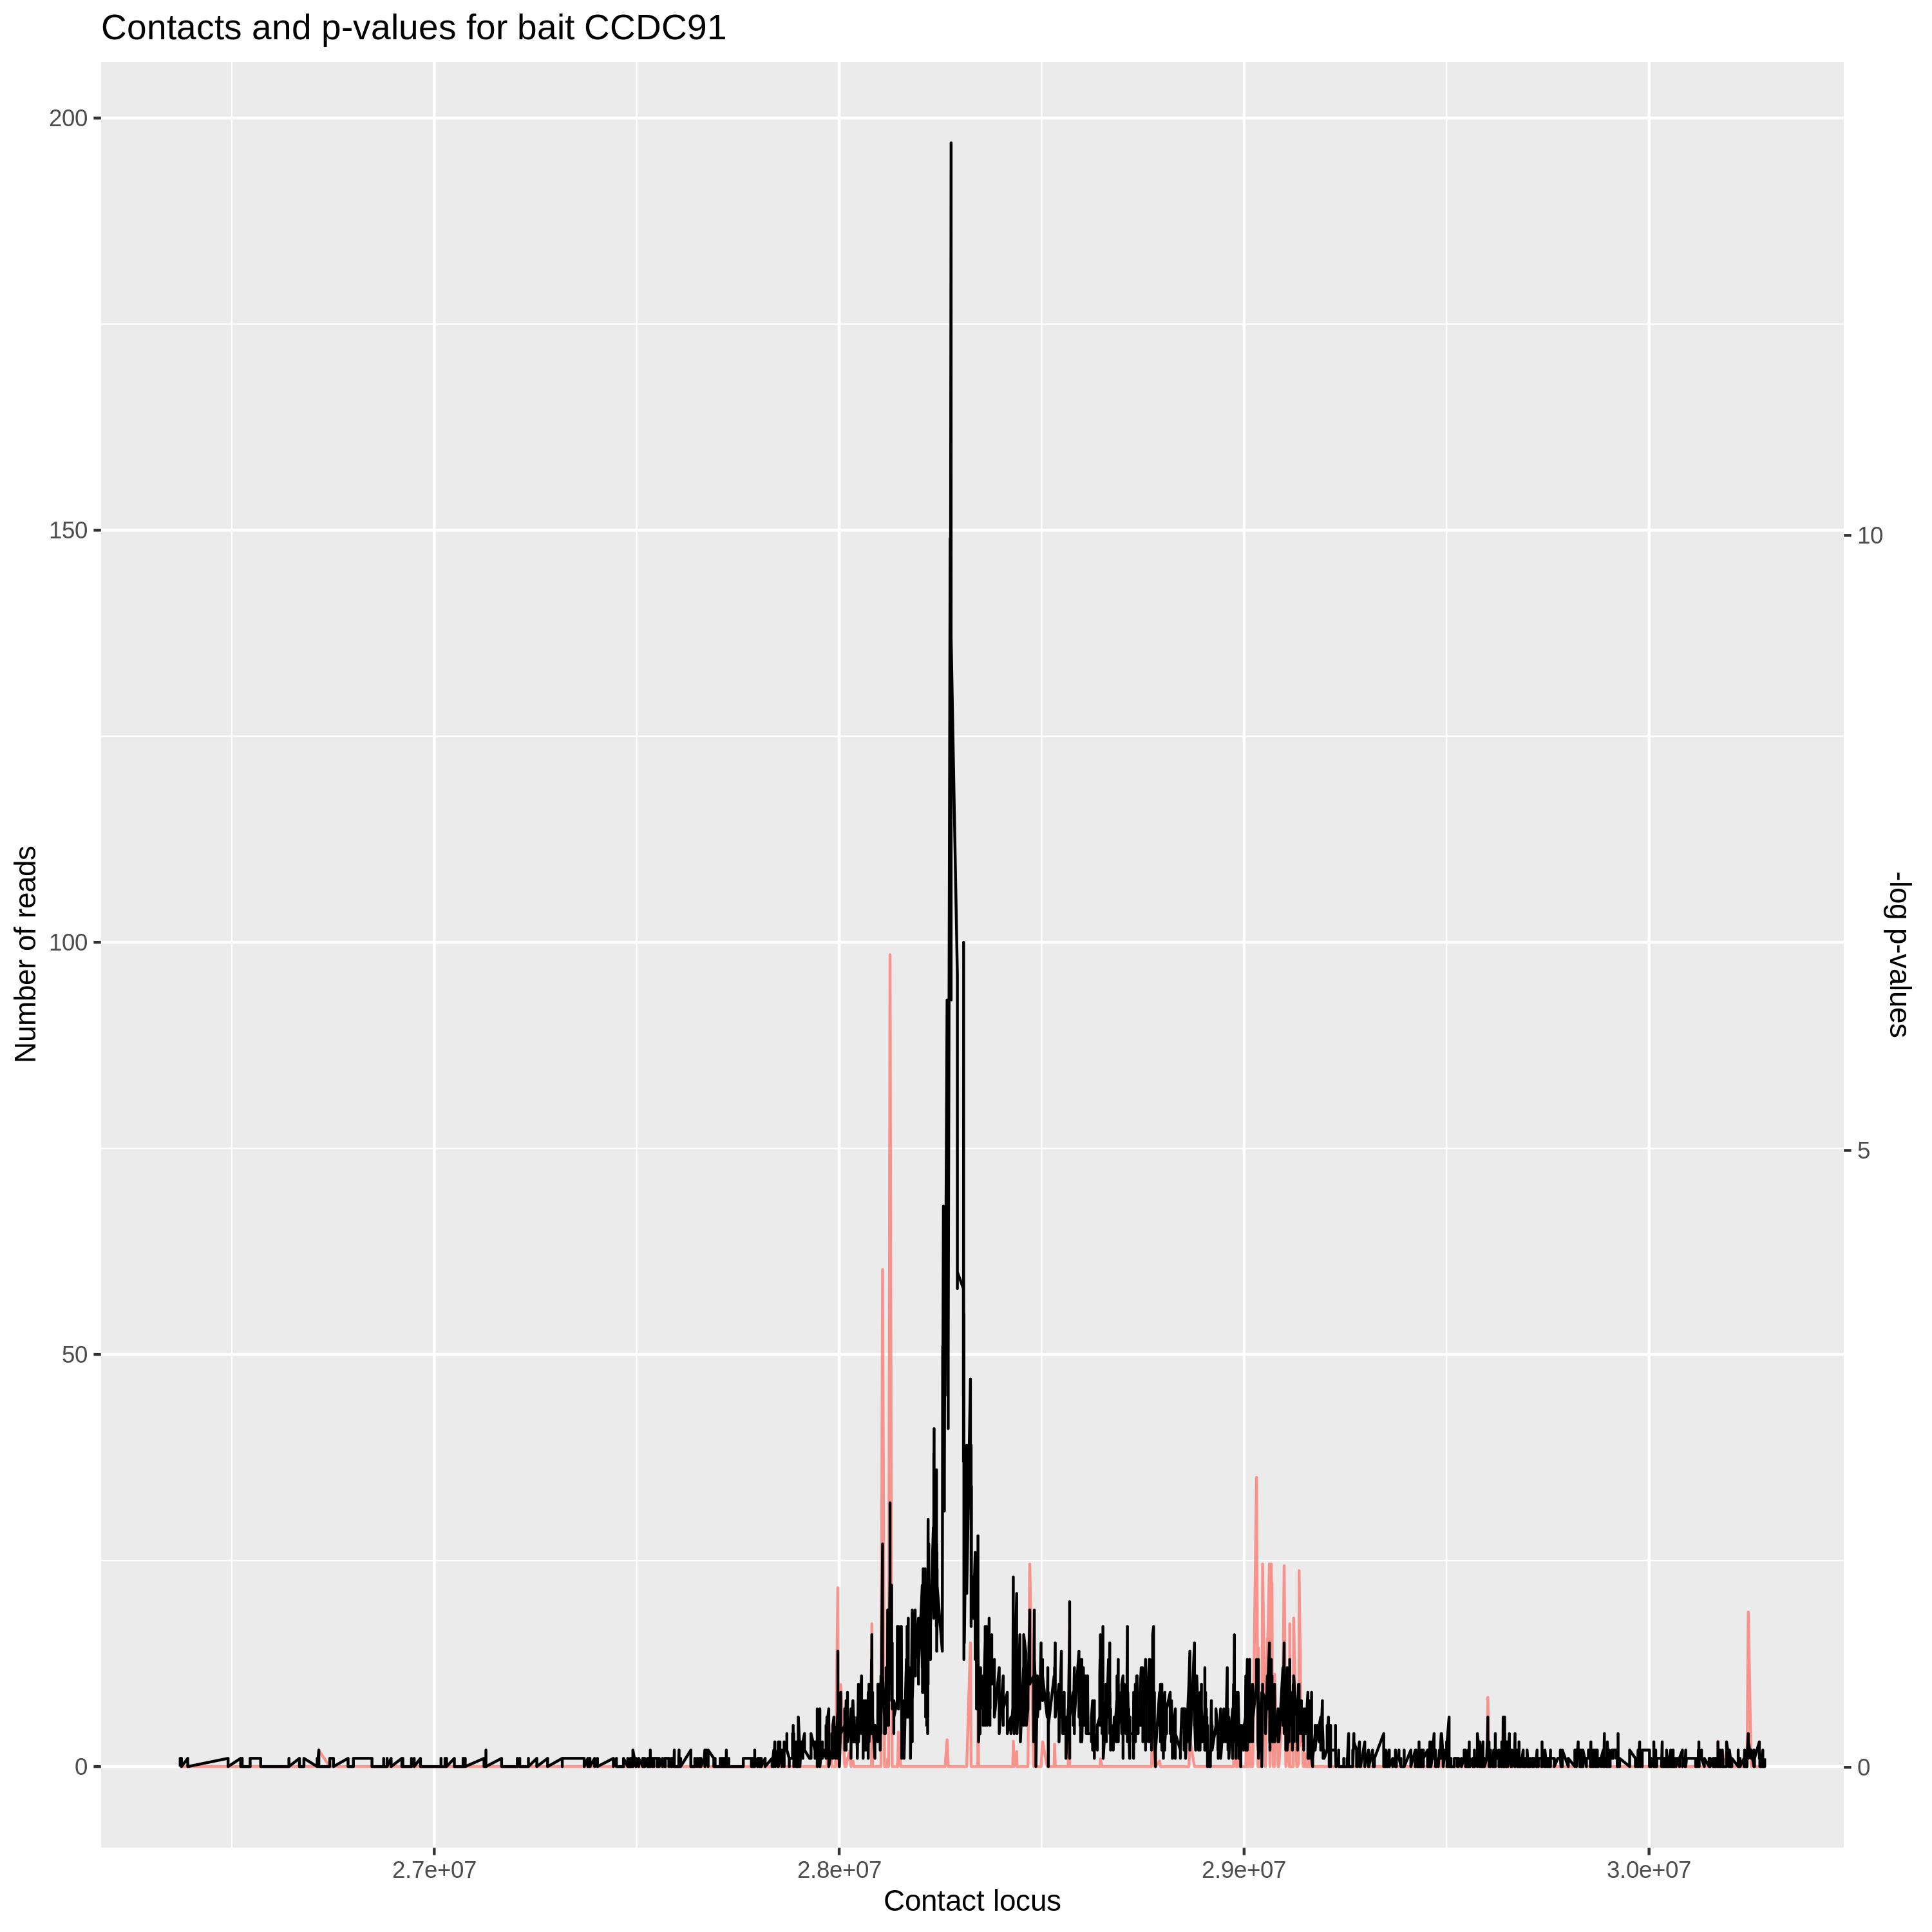 Contacts and p-values for bait CCDC91
200
150
100
50
0
Number of reads
10
5
0
-log p-values
2.7e+07
2.8e+07
2.9e+07
3.0e+07
Contact locus